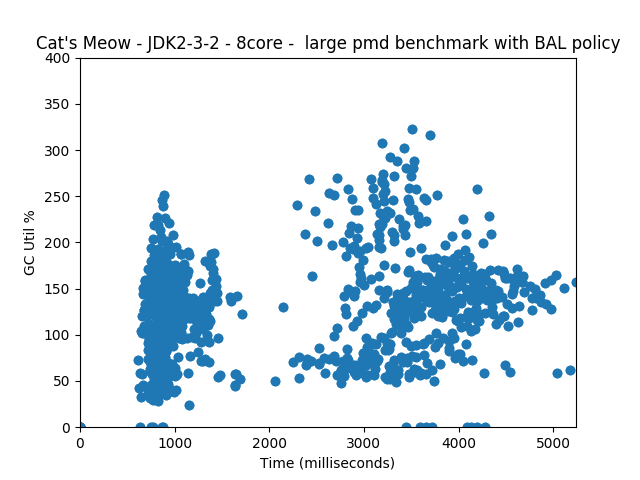 Cat's Meow - JDK2-3-2 - 8core -  large pmd benchmark with BAL policy
400
350
300
250
200
150
100
50
0
GC Util %
0 1000 2000 3000 4000 5000
Time (milliseconds)